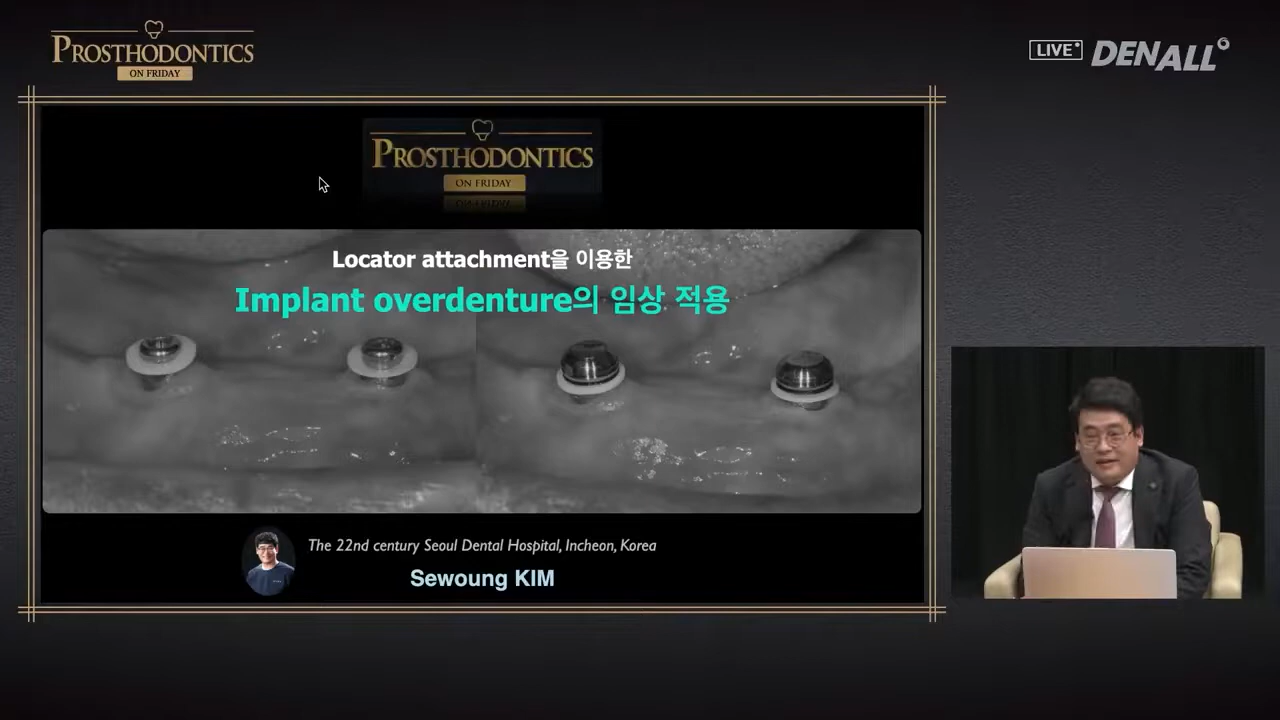 PROSTHODONTICS
ON FRIDAY
LIVE
DENALL
PROSTHODONTICS
ON FRIDAY
Locator attachment을 이용한
Implant overdenture의 임상 적용
The 22nd century Seoul Dental Hospital, Incheon, Korea
Sewoung KIM